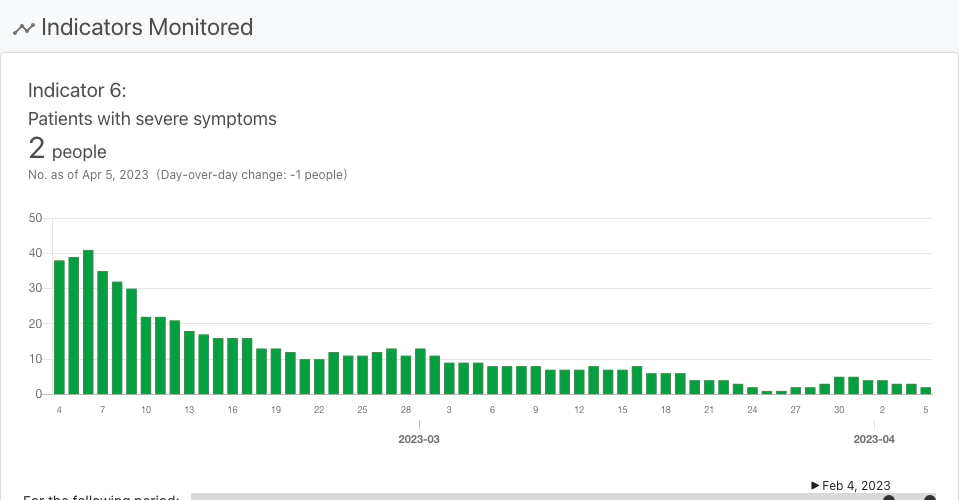 Indicators Monitored
Indicator 6:
Patients with severe symptoms
2 people
No. as of Apr 5, 2023 (Day-over-day change: -1 people)
50
40
30
20
10
0
4 7 10 13 16 19 22 25 28 3 6 9 12 15 18 21 24 27 30 2 5
2023-03 2023-04
▶Feb 4, 2023
For the following period: